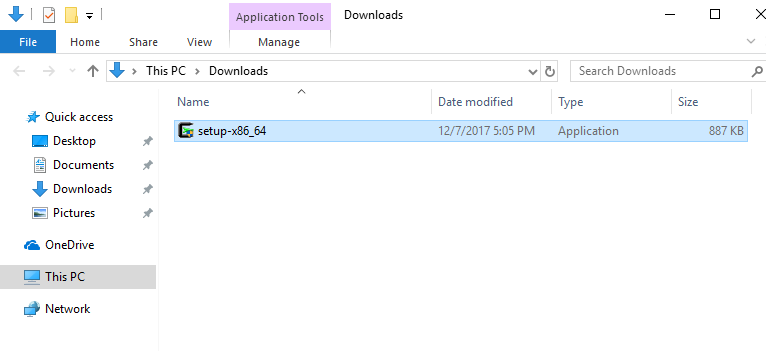 Application Tools Downloads
File Home Share View Manage
This PC Downloads Search Downloads
Name Date modified Type Size
setup-x86_64 12/7/2017 5:05 PM Application 887 KB
Quick access
Desktop
Documents
Downloads
Pictures
OneDrive
This PC
Network